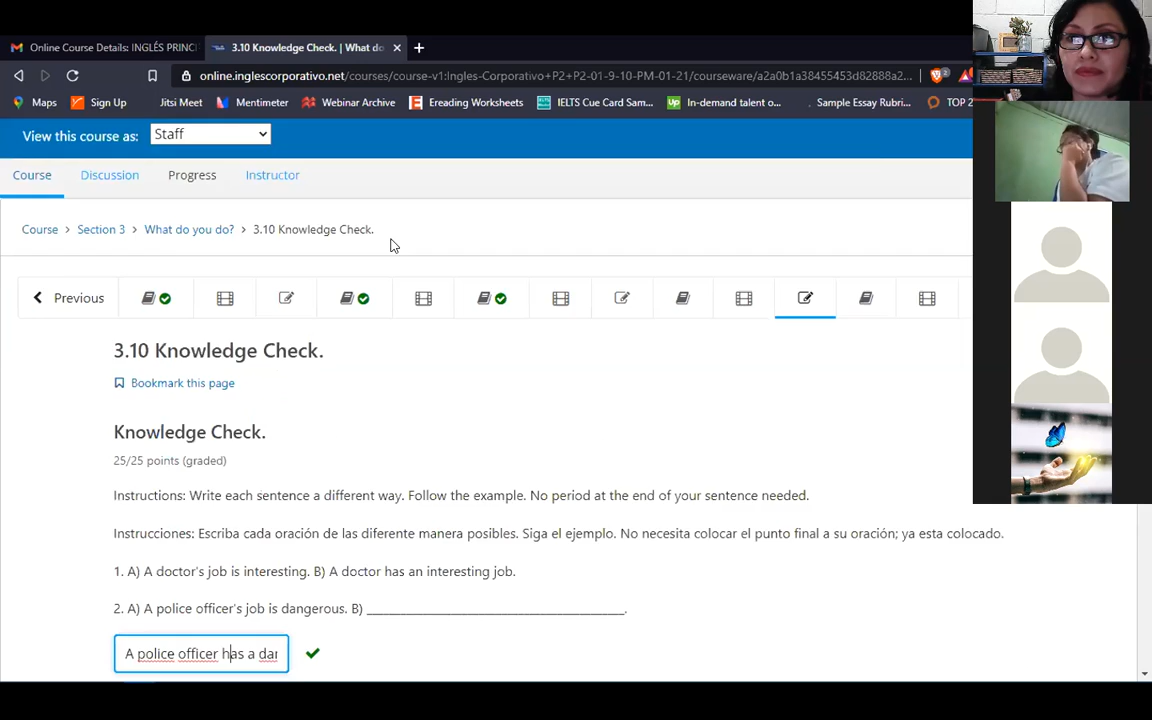 Online Course Details: INGLÉS PRINCI
3.10 Knowledge Check. | What do
online.inglescorporativo.net/courses/course-v1:Ingles-Corporativo+P2+P2-01-9-10-PM-01-21/courseware/a2a0b1a38455453d82888a2...
2
Maps
Sign Up
Jitsi Meet
Mentimeter
Webinar Archive
Ereading Worksheets
IELTS Cue Card Sam...
In-demand talent o...
Sample Essay Rubri...
TOP 2
View this course as:
Staff
Course
Discussion
Progress
Instructor
Course > Section 3 > What do you do? > 3.10 Knowledge Check.
Previous
3.10 Knowledge Check.
Bookmark this page
Knowledge Check.
25/25 points (graded)
Instructions: Write each sentence a different way. Follow the example. No period at the end of your sentence needed.
Instrucciones: Escriba cada oración de las diferente manera posibles. Siga el ejemplo. No necesita colocar el punto final a su oración; ya esta colocado.
1. A) A doctor's job is interesting. B) A doctor has an interesting job.
2. A) A police officer's job is dangerous. B) ________________________________.
A police officer has a dan